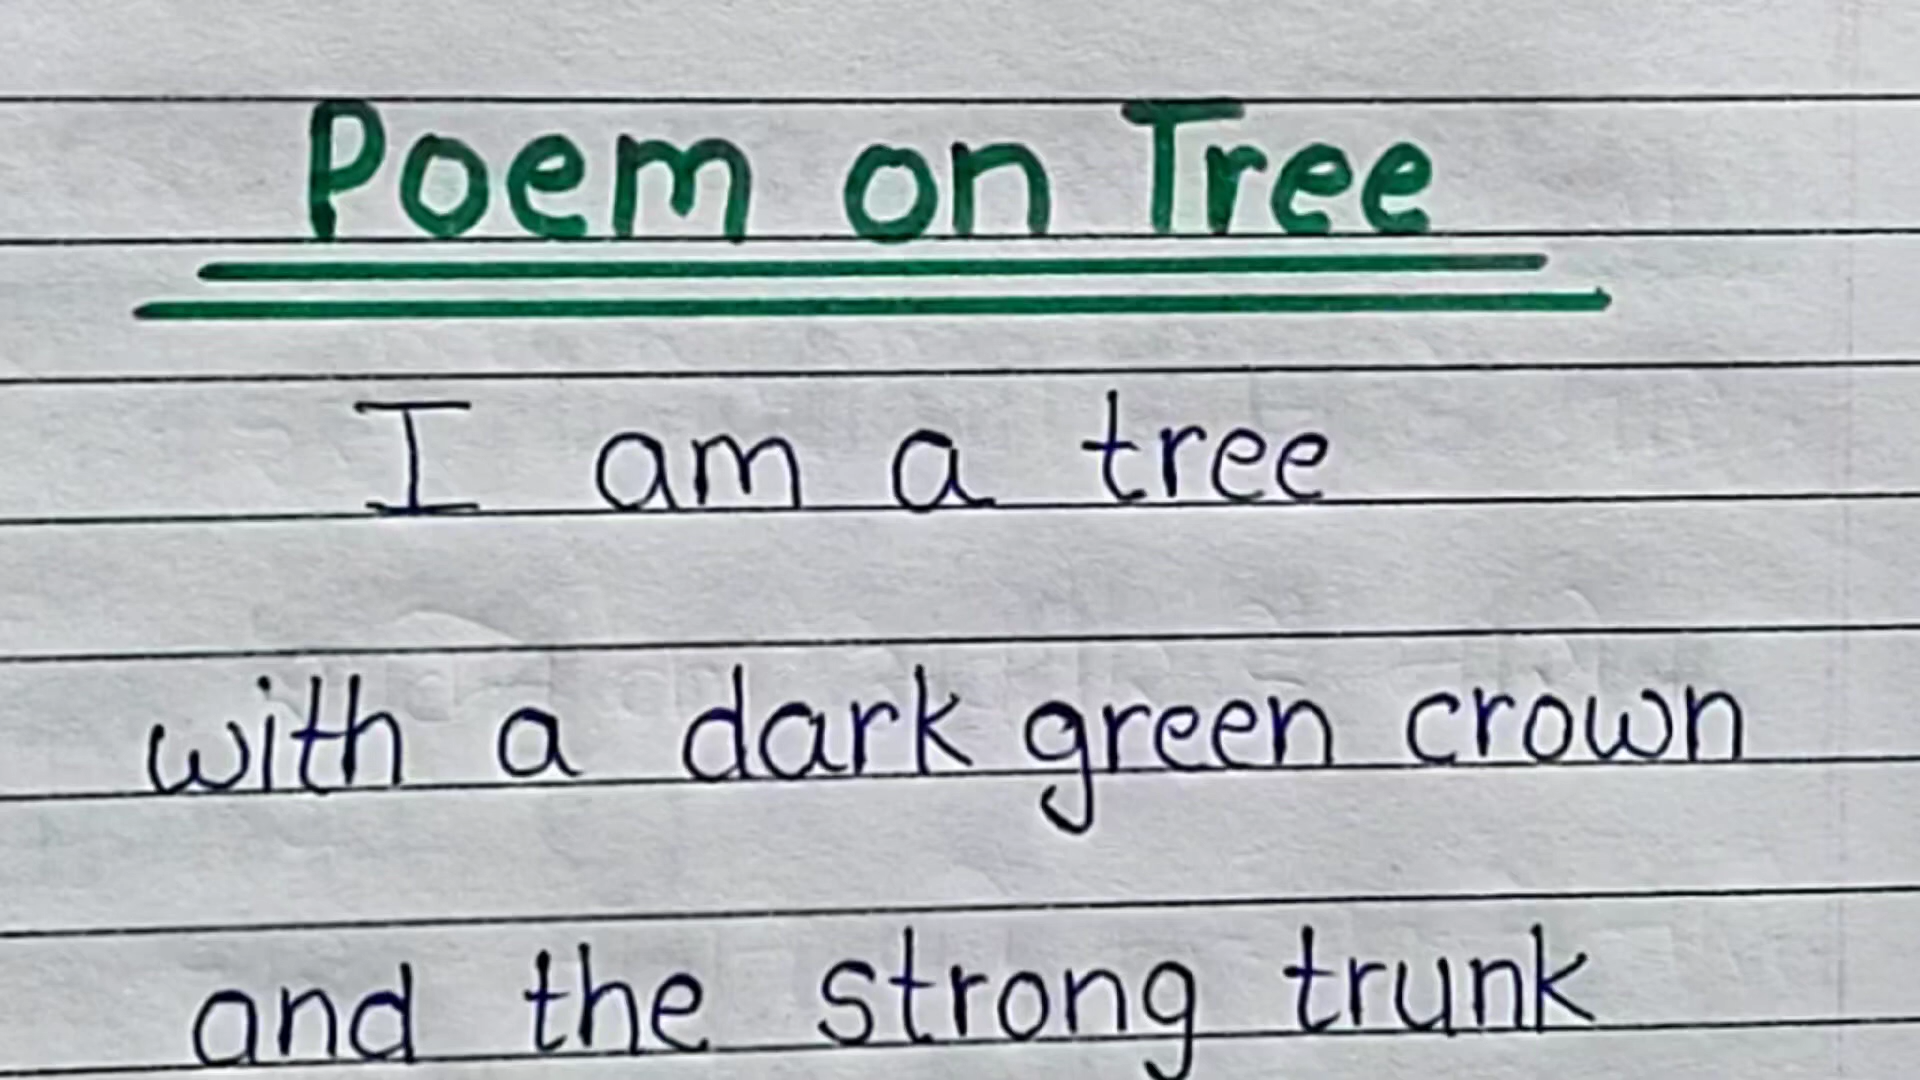 Poem on Tree
I am a tree
with a dark green crown
and the strong trunk